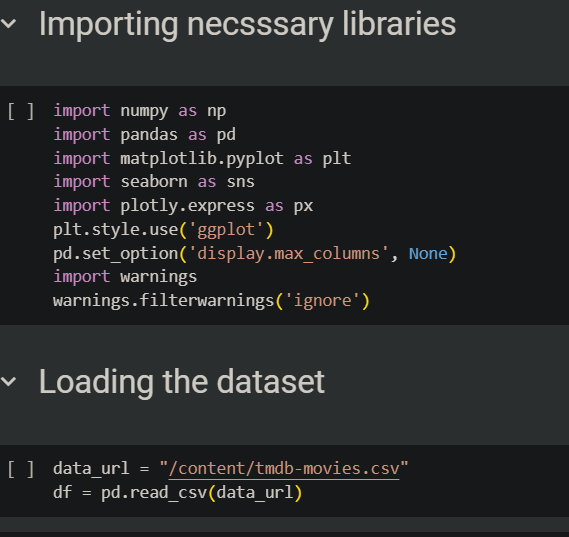 Importing necsssary libraries
[ ] import numpy as np
import pandas as pd
import matplotlib.pyplot as plt
import seaborn as sns
import plotly.express as px
plt.style.use('ggplot')
pd.set_option('display.max_columns', None)
import warnings
warnings.filterwarnings('ignore')
Loading the dataset
[ ] data_url = "/content/tmdb-movies.csv"
df = pd.read_csv(data_url)